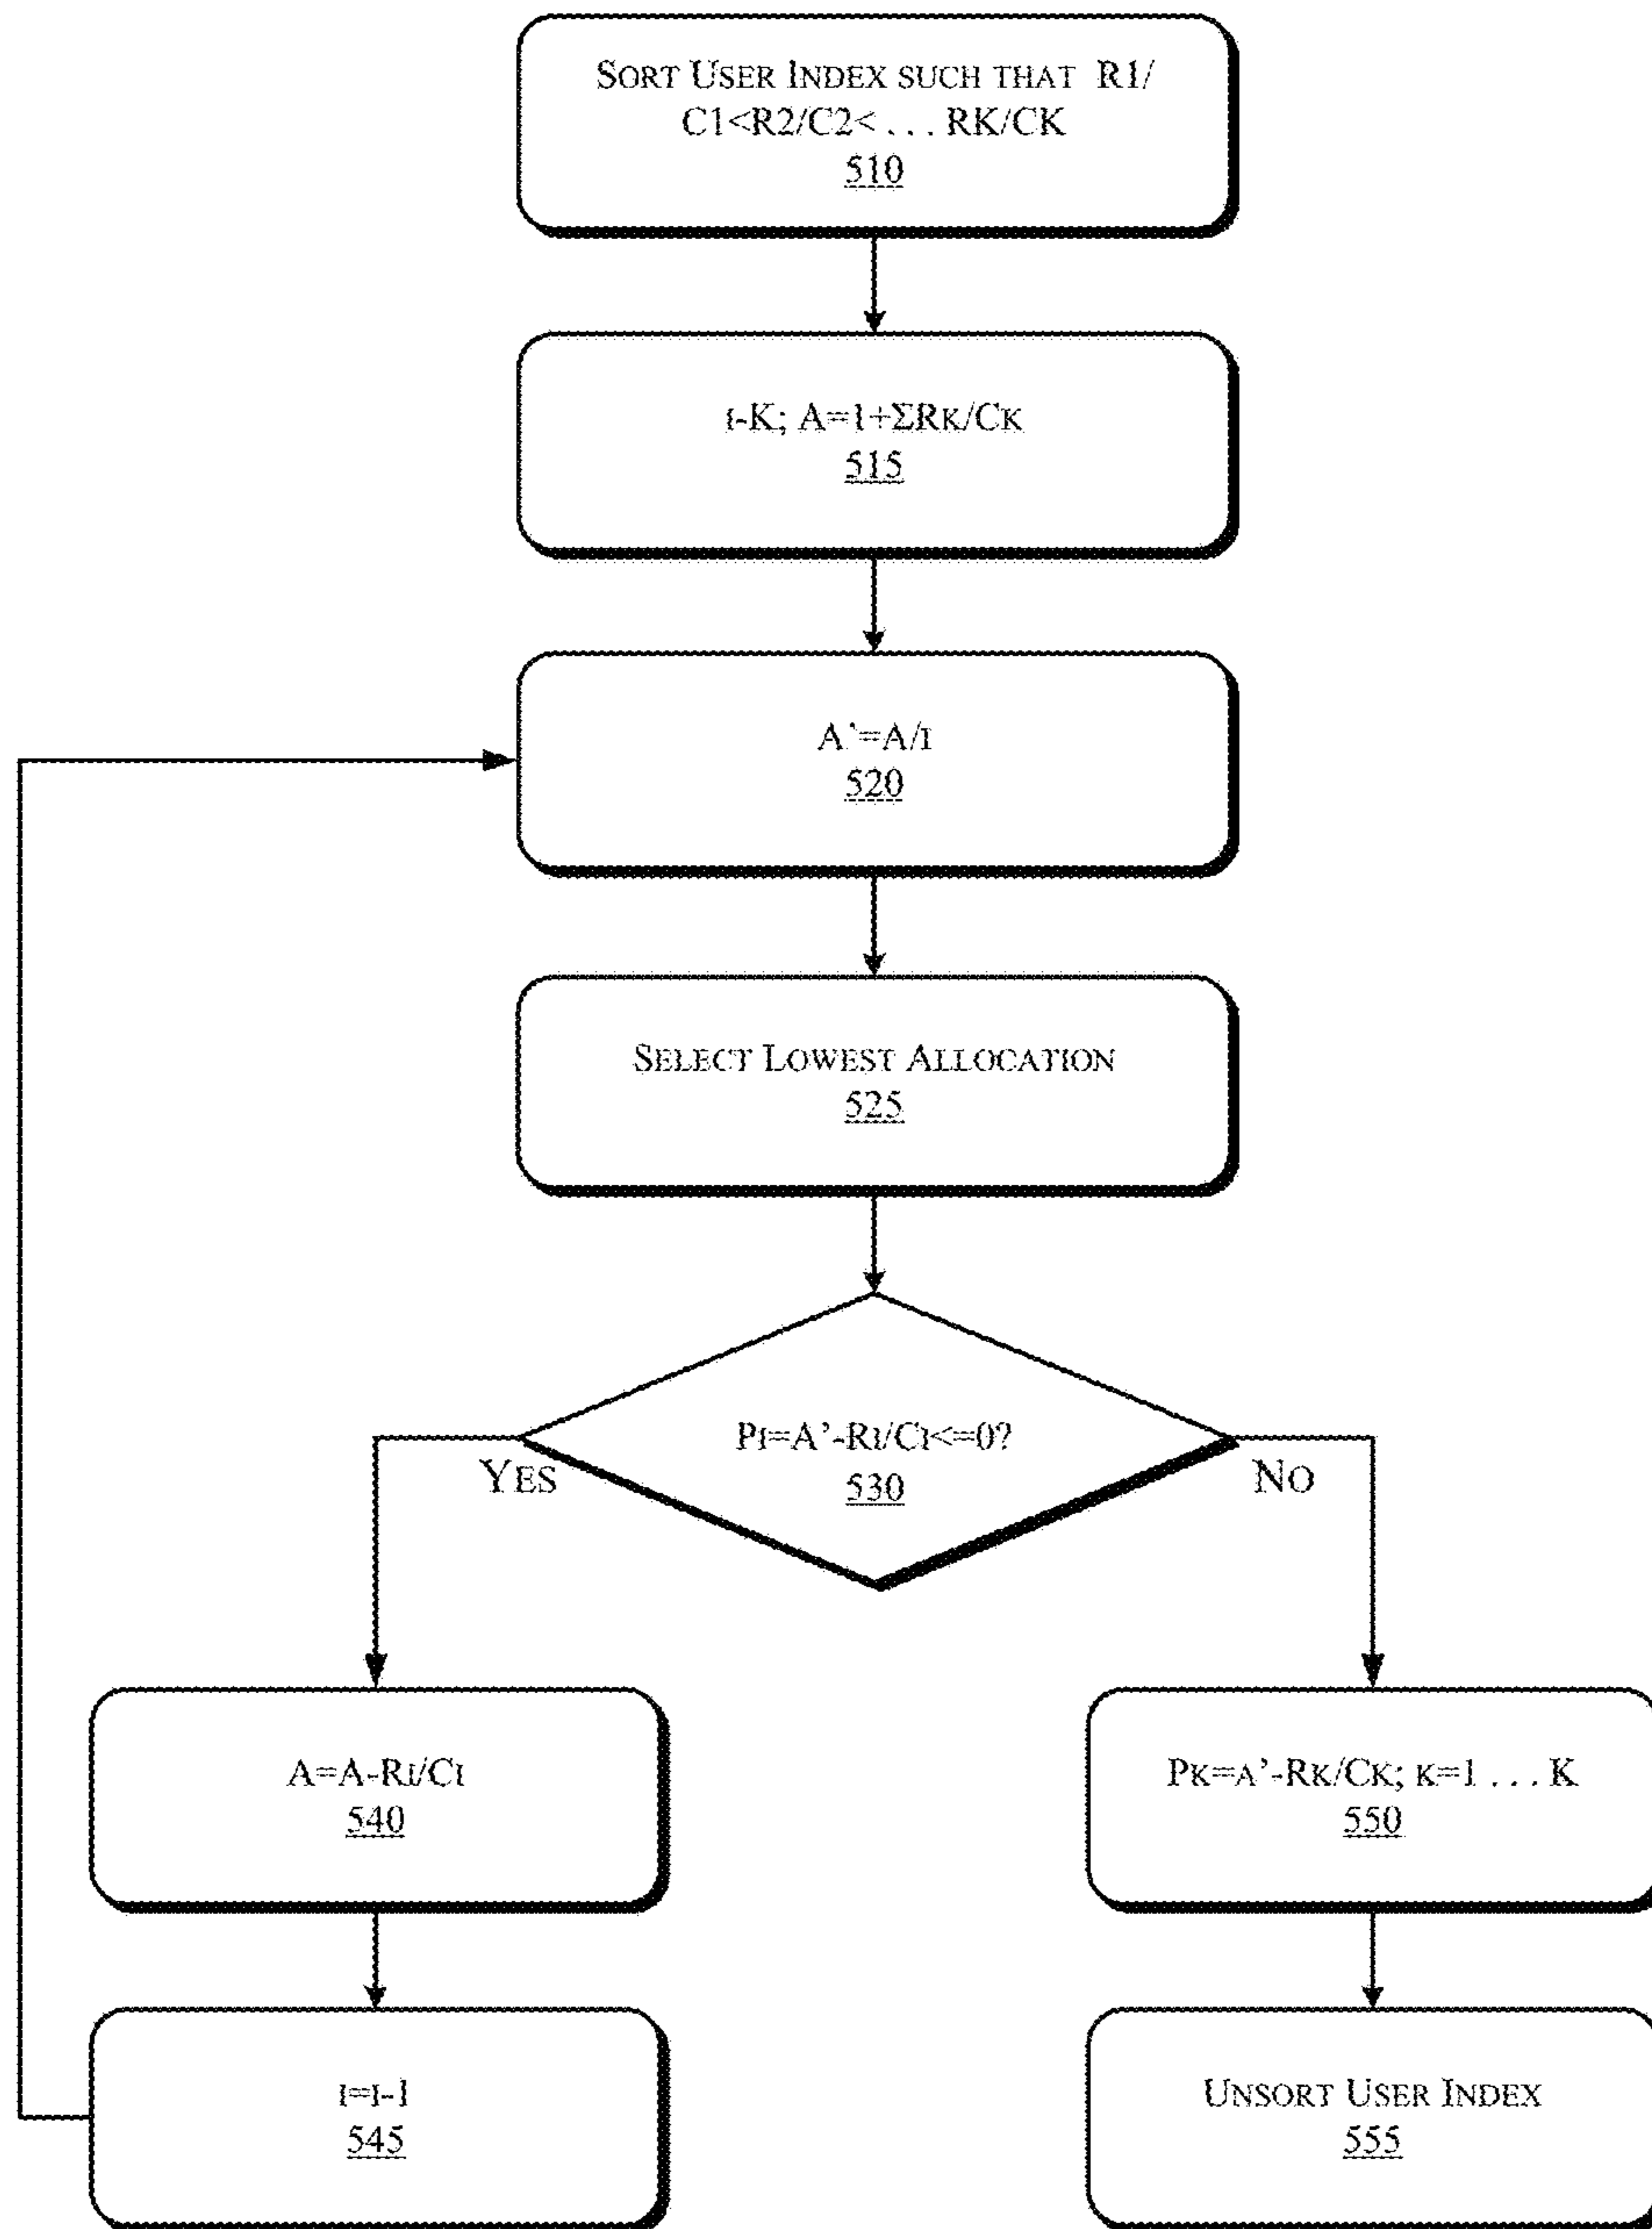 SORT USER INDEX SUCH THAT R1/
C1<R2/C2< . . . RK/CK
510
I-K; A=1+ΣRK/CK
515
A'=A/I
520
SELECT LOWEST ALLOCATION
525
PI=A'-RI/CI<=0?
530
YES
NO
A=A-RI/CI
540
PK=A'-RK/CK; K=1 . . . K
550
I=I-1
545
UNSORT USER INDEX
555